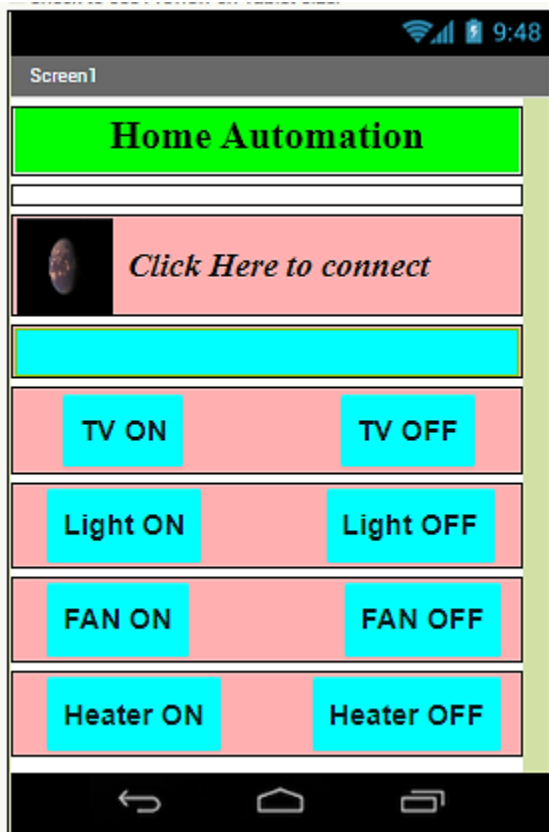 9:48
Screen1
Home Automation
Click Here to connect
TV ON TV OFF
Light ON Light OFF
FAN ON FAN OFF
Heater ON Heater OFF